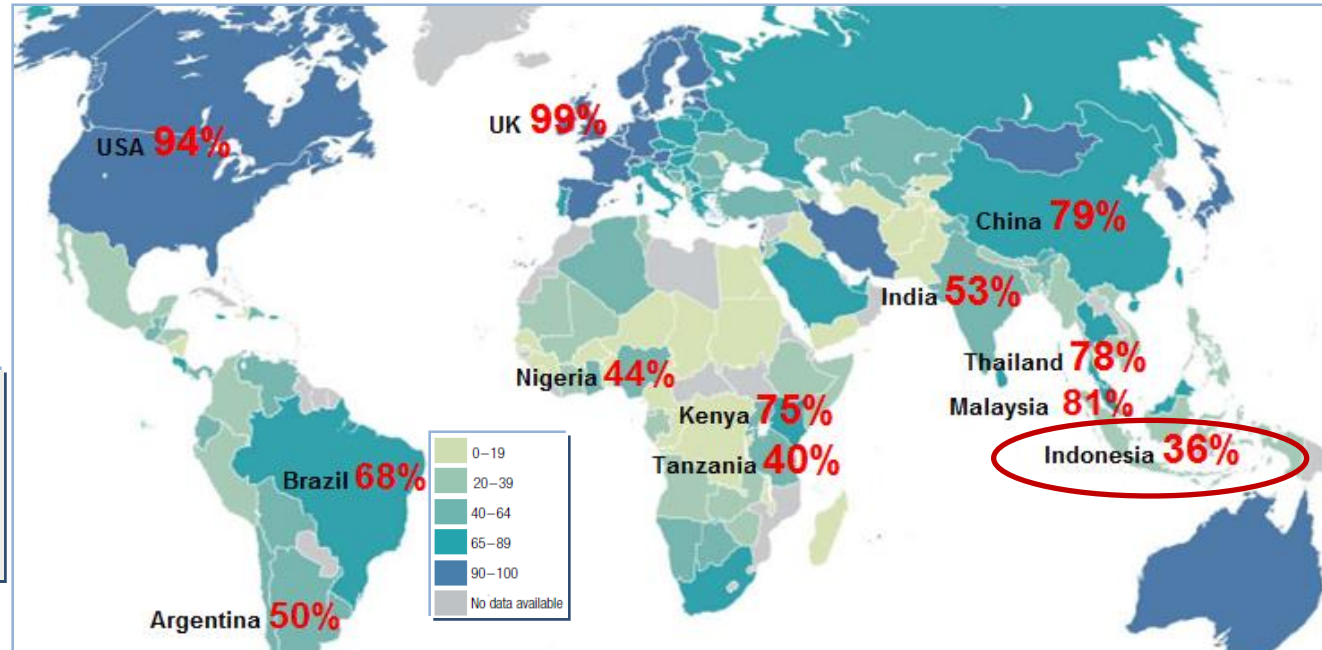 USA 94%
UK 99%
China 79%
India 53%
Thailand 78%
Malaysia 81%
Indonesia 36%
Nigeria 44%
Kenya 75%
Tanzania 40%
Brazil 68%
Argentina 50%
0–19
20–39
40–64
65–89
90–100
No data available